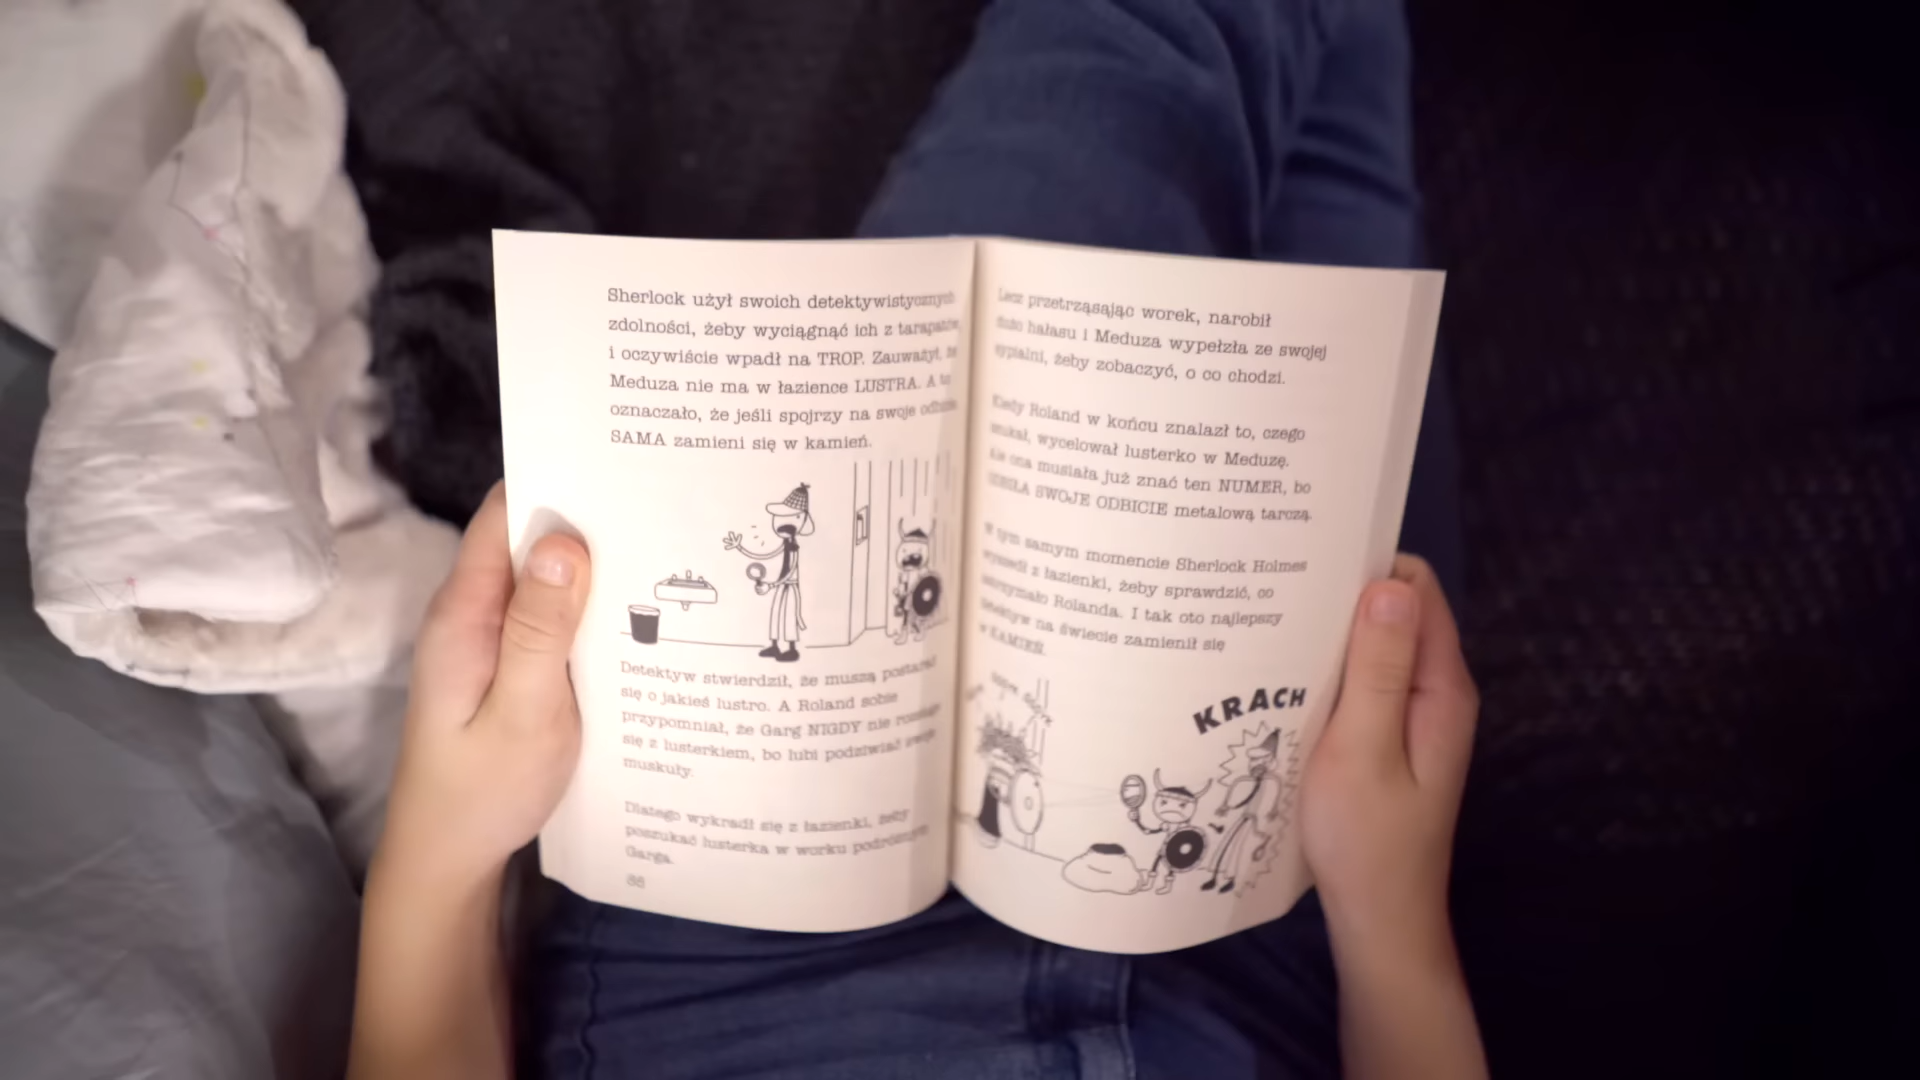 Sherlock użył swoich detektywistycznych
zdolności, żeby wyciągnąć ich z tarapatów,
i oczywiście wpadł na TROP. Zauważył, że
Meduza nie ma w łazience LUSTRA. A to
oznaczało, że jeśli spojrzy na swoje odbicie
SAMA zamieni się w kamień.
Detektyw stwierdził, że muszą postarać
się o jakieś lustro. A Roland sobie
przypomniał, że Garg NIGDY nie rozstaje
się z lusterkiem, bo lubi podziwiać swoje
muskuły.
Dlatego wykradł się z łazienki, żeby
poszukać lusterka w worku podróżnym
Garga.
Lecz przetrząsając worek, narobił
dużo hałasu i Meduza wypełzła ze swojej
sypialni, żeby zobaczyć, o co chodzi.
Kiedy Roland w końcu znalazł to, czego
szukał, wycelował lusterko w Meduzę.
Ale ona musiała już znać ten NUMER, bo
ODBIŁA SWOJE ODBICIE metalową tarczą.
W tym samym momencie Sherlock Holmes
wyszedł z łazienki, żeby sprawdzić, co
zatrzymało Rolanda. I tak oto najlepszy
detektyw na świecie zamienił się
w KAMIEŃ.
KRACH